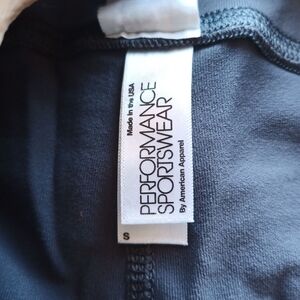 Made in the USA
PERFORMANCE
SPORTSWEAR
By American Apparel
S